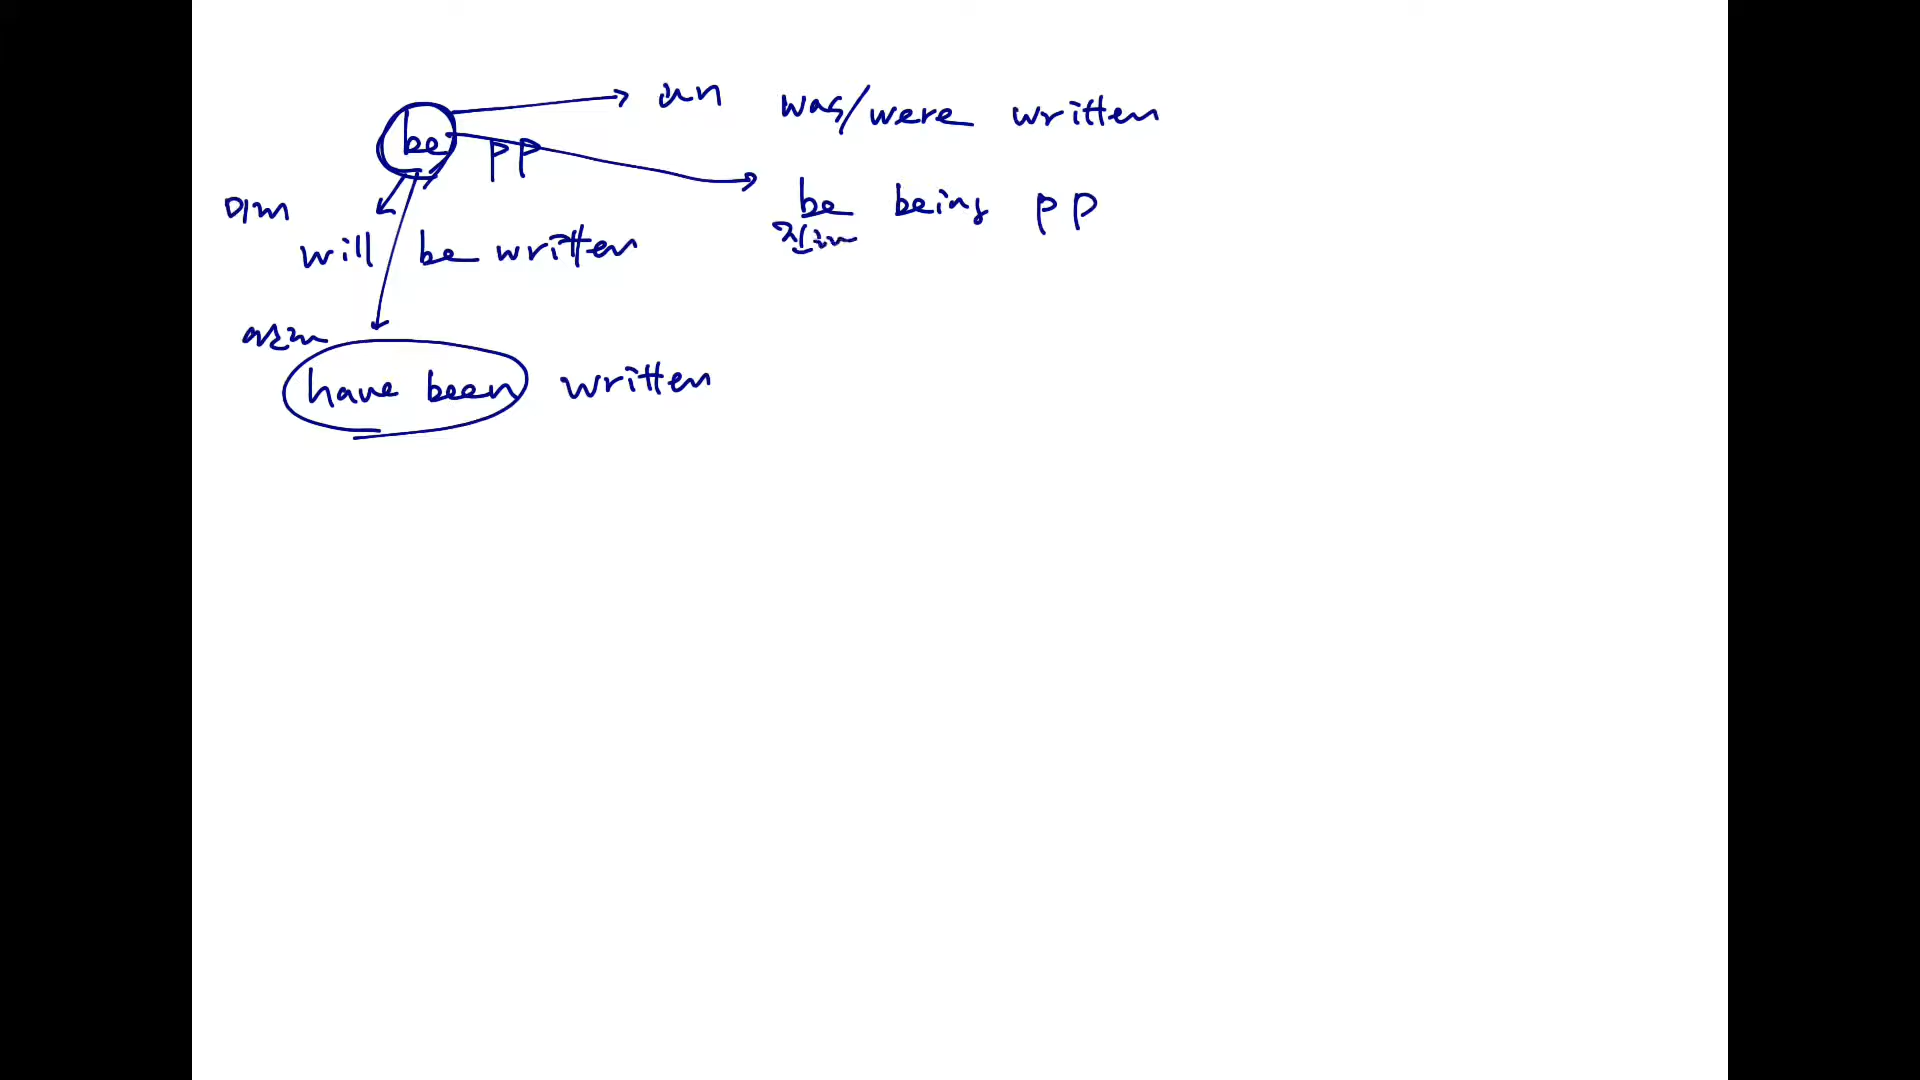 be pp
과거 was/were written
be being pp
진행
미래
will be written
완료
have been written